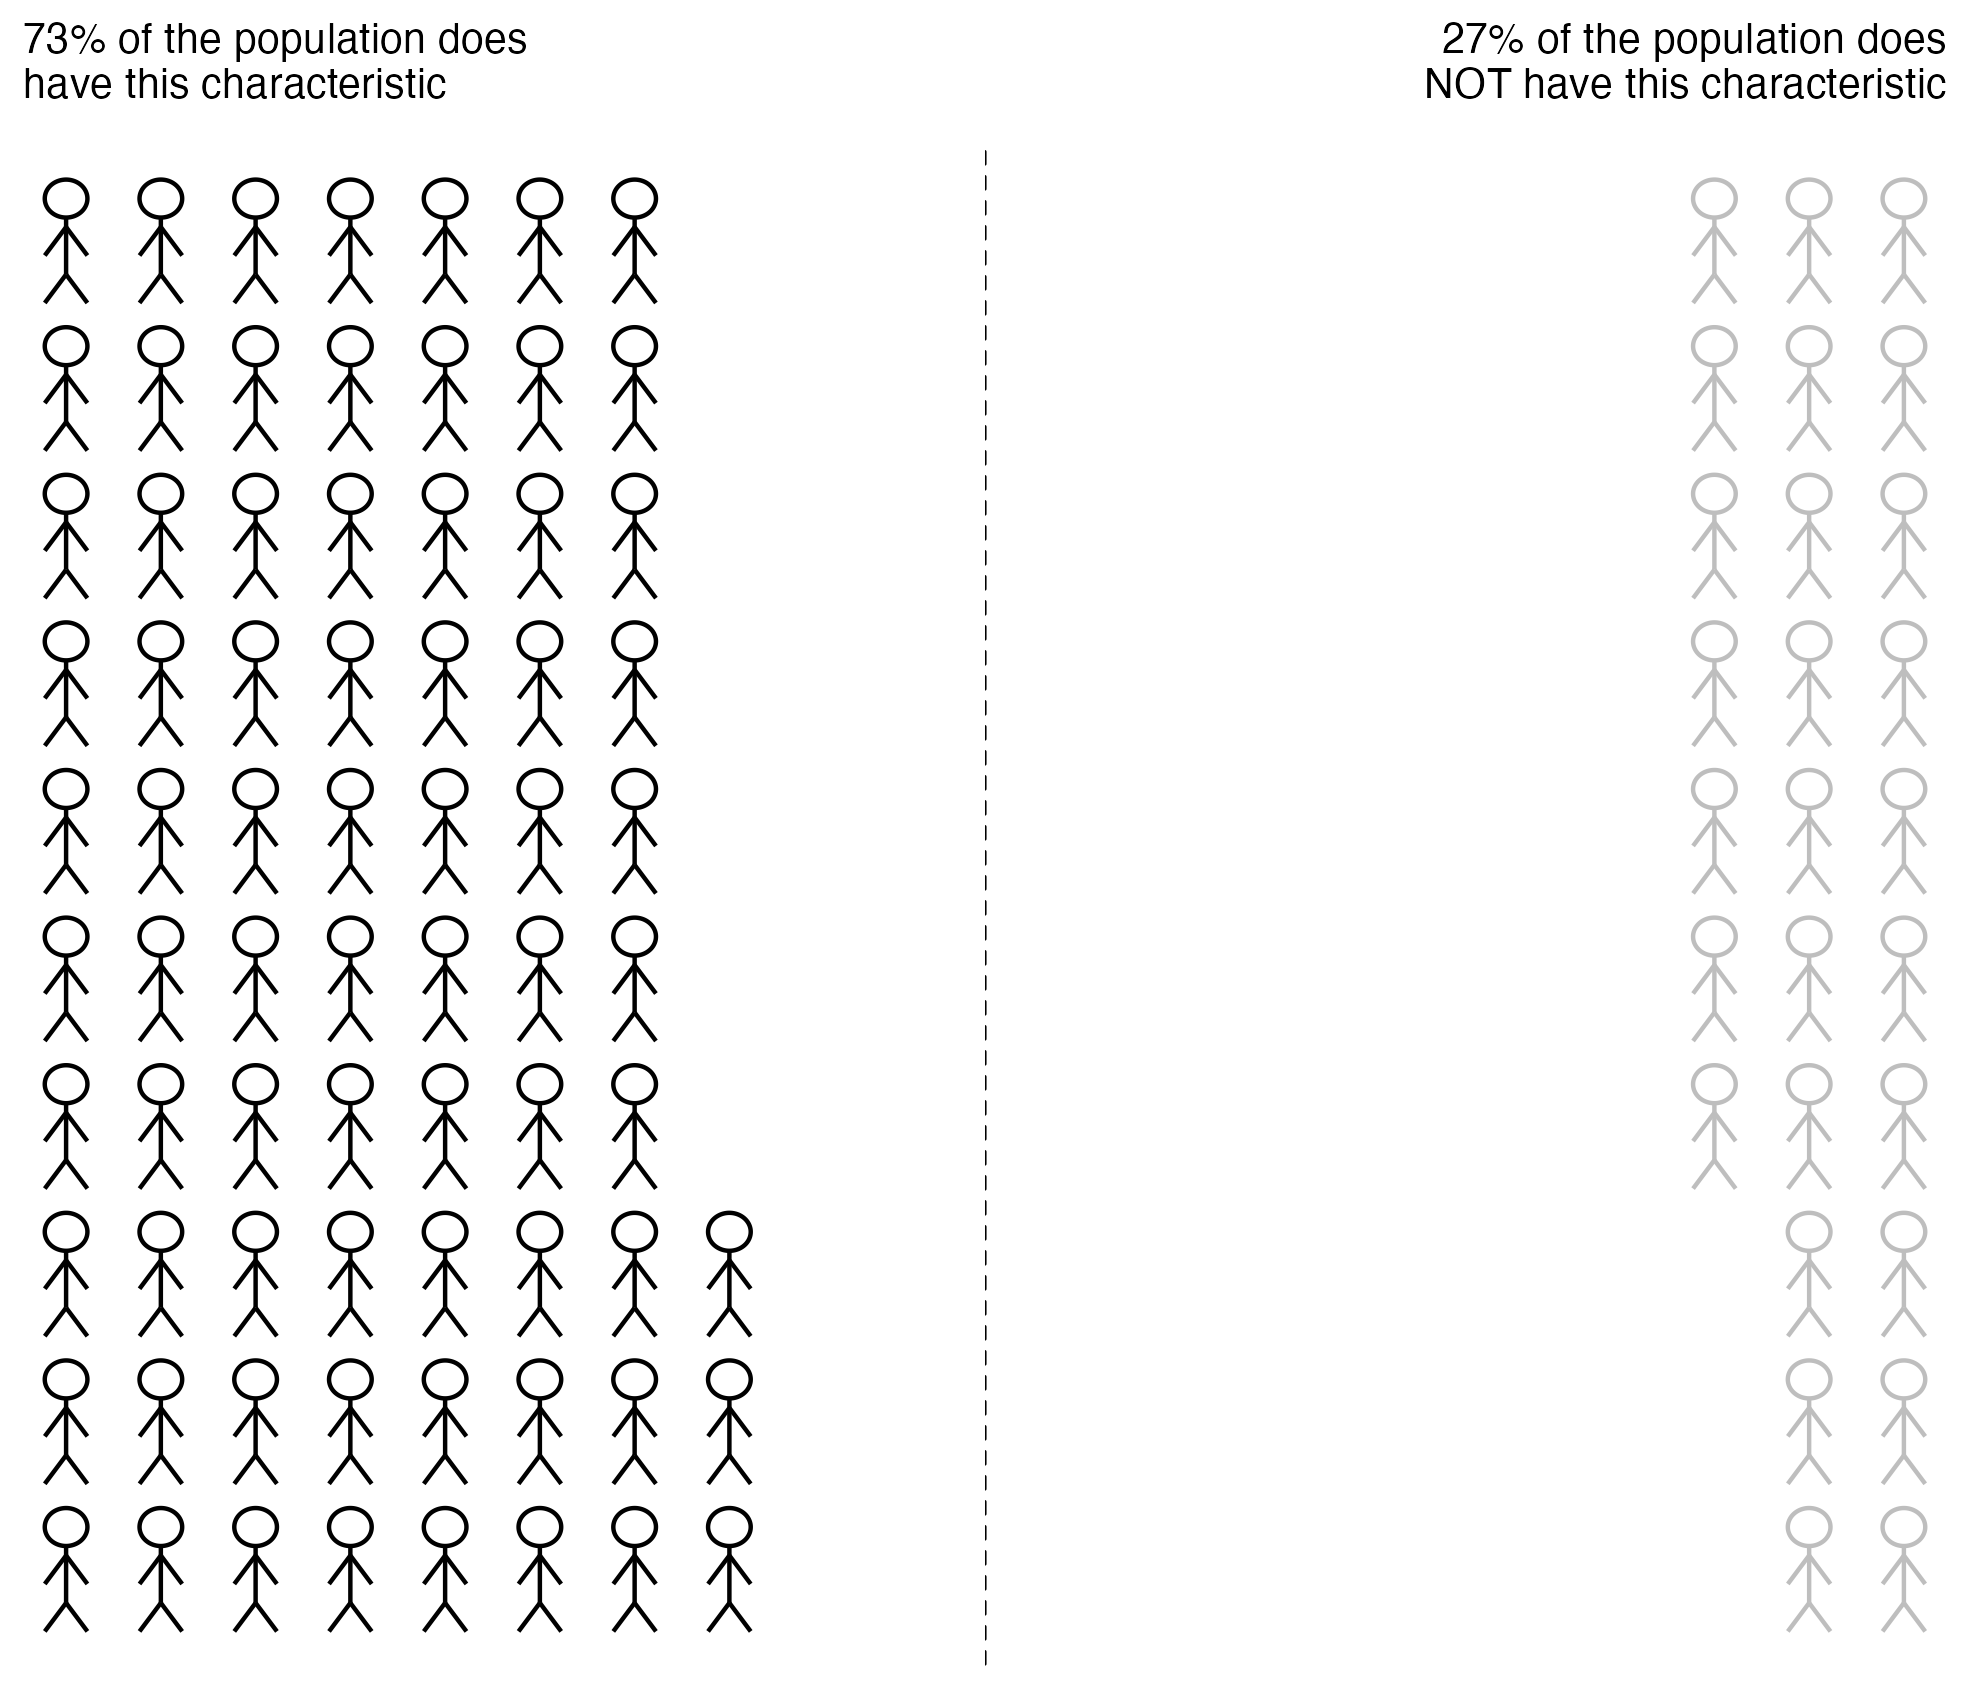 73% of the population does
have this characteristic
27% of the population does
NOT have this characteristic